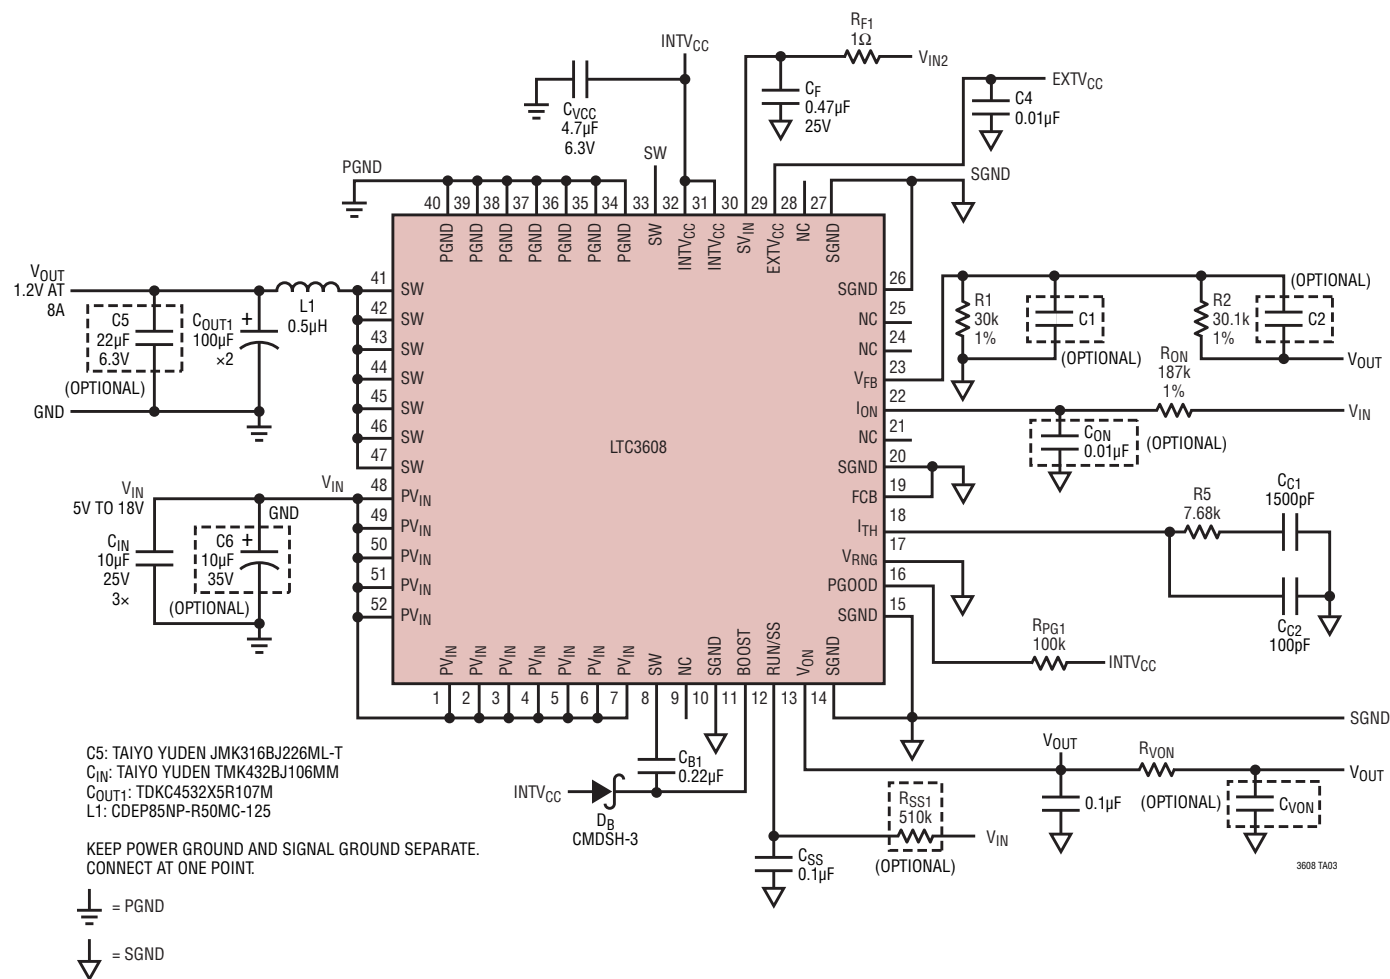 INTVCC
CVCC
4.7µF
6.3V
RF1
1Ω
VIN2
CF
0.47µF
25V
EXTVCC
C4
0.01µF
PGND
SW
SGND
40 39 38 37 36 35 34 33 32 31 30 29 28 27
PGND PGND PGND PGND PGND PGND PGND SW INTVCC INTVCC SVIN EXTVCC NC SGND
VOUT
1.2V AT
8A
C5
22µF
6.3V
(OPTIONAL)
COUT1
100µF
×2
+
L1
0.5µH
GND
41 SW
42 SW
43 SW
44 SW
45 SW
46 SW
47 SW
48 PVIN
49 PVIN
50 PVIN
51 PVIN
52 PVIN
VIN
5V TO 18V
VIN
GND
CIN
10µF
25V
3×
C6
10µF
35V
+
(OPTIONAL)
LTC3608
SGND 26
NC 25
NC 24
VFB 23
ION 22
NC 21
SGND 20
FCB 19
ITH 18
VRNG 17
PGOOD 16
SGND 15
R1
30k
1%
C1
(OPTIONAL)
R2
30.1k
1%
(OPTIONAL)
C2
VOUT
RON
187k
1%
VIN
CON
0.01µF
(OPTIONAL)
R5
7.68k
CC1
1500pF
CC2
100pF
RPG1
100k
INTVCC
PVIN PVIN PVIN PVIN PVIN PVIN PVIN SW NC SGND BOOST RUN/SS VON SGND
1 2 3 4 5 6 7 8 9 10 11 12 13 14
SGND
VOUT
RVON
VOUT
0.1µF
(OPTIONAL)
CVON
CB1
0.22µF
INTVCC
DB
CMDSH-3
RSS1
510k
(OPTIONAL)
VIN
CSS
0.1µF
C5: TAIYO YUDEN JMK316BJ226ML-T
CIN: TAIYO YUDEN TMK432BJ106MM
COUT1: TDKC4532X5R107M
L1: CDEP85NP-R50MC-125
KEEP POWER GROUND AND SIGNAL GROUND SEPARATE.
CONNECT AT ONE POINT.
= PGND
= SGND
3608 TA03